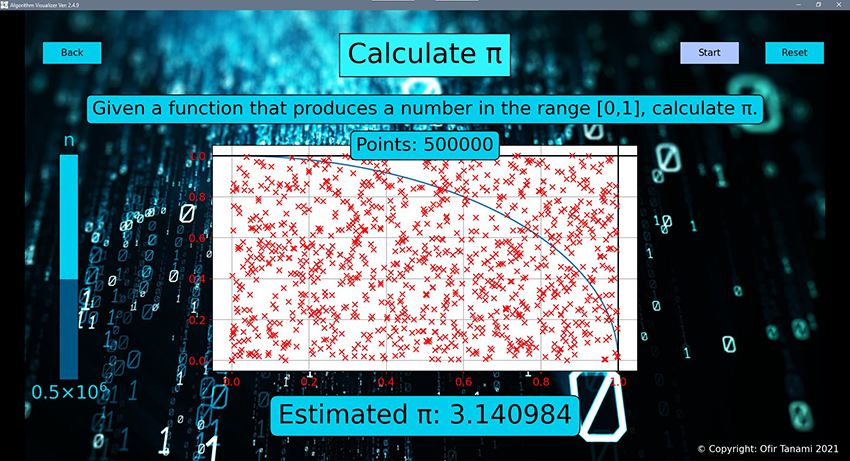 Algorithm Visualizer Ver: 2.4.9
Back
Calculate π
Start
Reset
Given a function that produces a number in the range [0,1], calculate π.
n
Points: 500000
1.0
0.8
0.6
0.4
0.2
0.0
0.0 0.2 0.4 0.6 0.8 1.0
0.5×10⁶
Estimated π: 3.140984
© Copyright: Ofir Tanami 2021